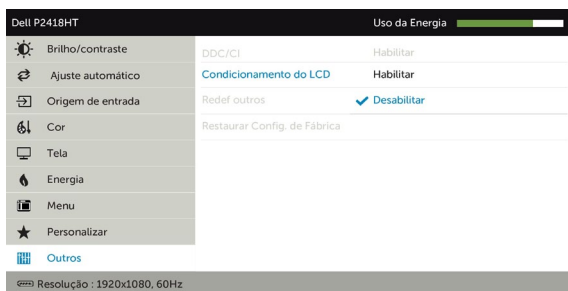 Dell P2418HT Uso da Energia
Brilho/contraste DDC/CI Habilitar
Ajuste automático Condicionamento do LCD Habilitar
Origem de entrada Redef outros Desabilitar
Cor Restaurar Config. de Fábrica
Tela
Energia
Menu
Personalizar
Outros
Resolução : 1920x1080, 60Hz